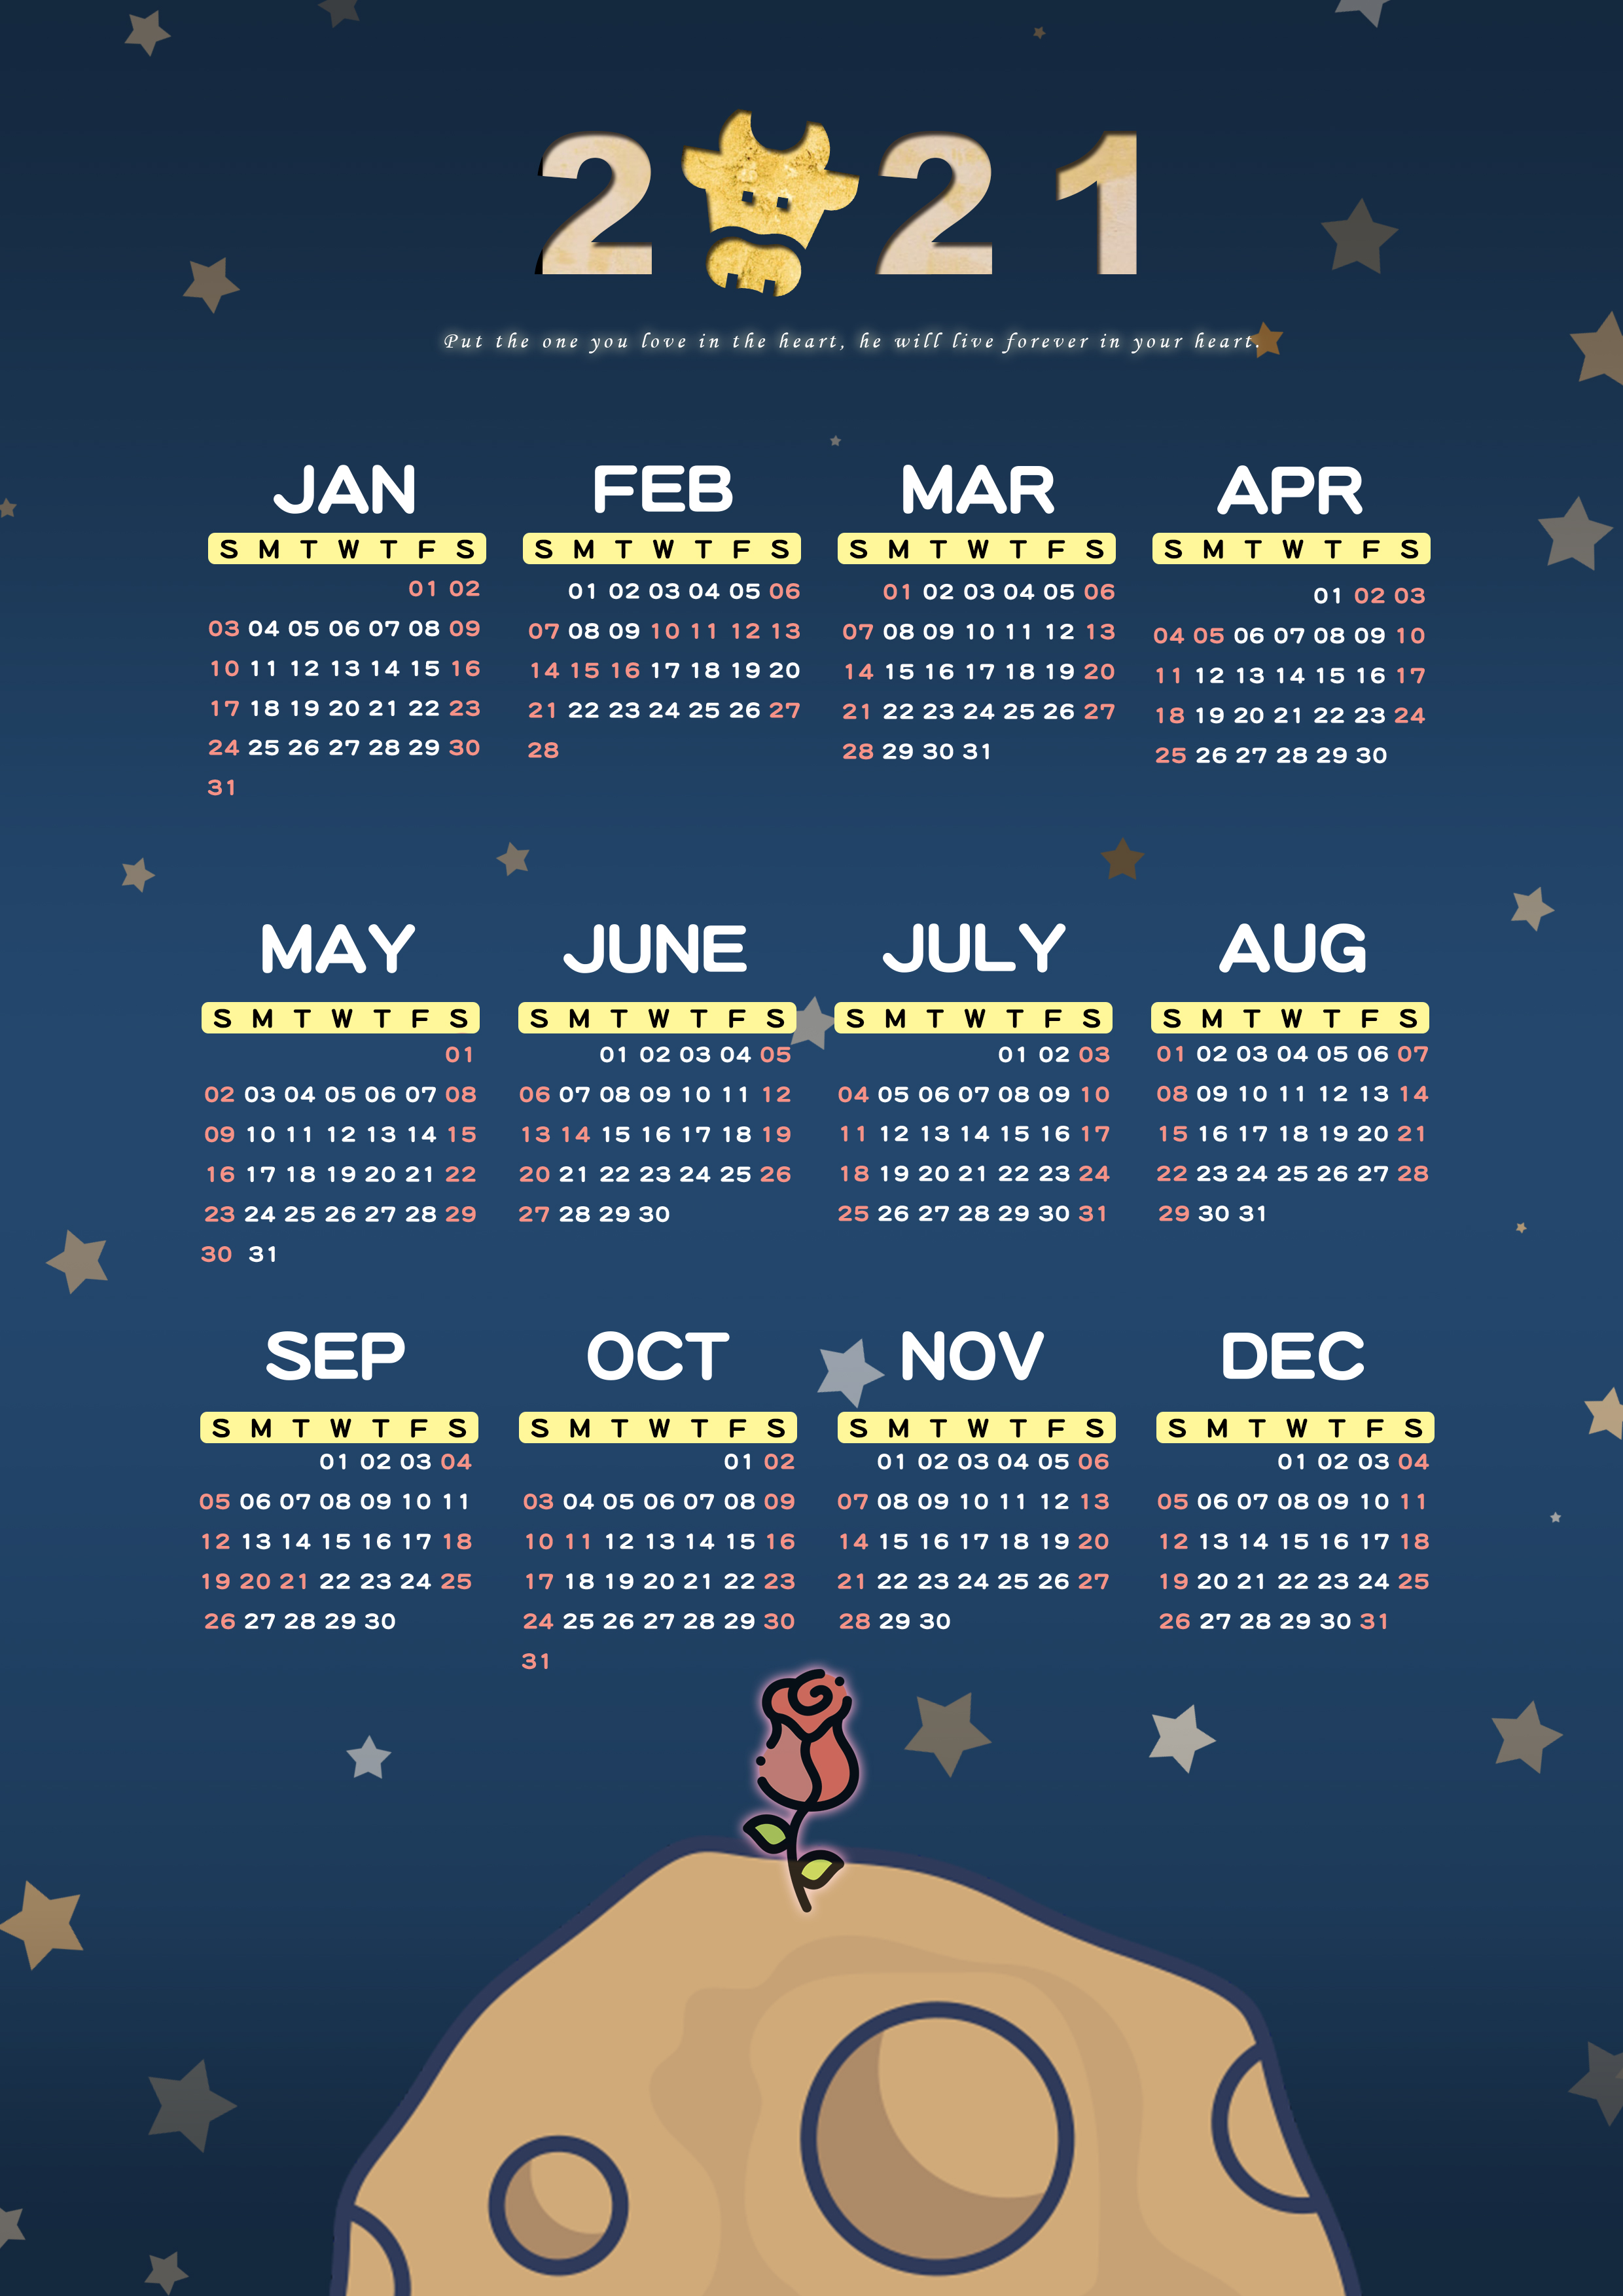 2 21
Put the one you love in the heart, he will live forever in your heart.
JAN FEB MAR APR
S M T W T F S S M T W T F S S M T W T F S S M T W T F S
01 02 01 02 03 04 05 06 01 02 03 04 05 06 01 02 03
03 04 05 06 07 08 09 07 08 09 10 11 12 13 07 08 09 10 11 12 13 04 05 06 07 08 09 10
10 11 12 13 14 15 16 14 15 16 17 18 19 20 14 15 16 17 18 19 20 11 12 13 14 15 16 17
17 18 19 20 21 22 23 21 22 23 24 25 26 27 21 22 23 24 25 26 27 18 19 20 21 22 23 24
24 25 26 27 28 29 30 28 28 29 30 31 25 26 27 28 29 30
31
MAY JUNE JULY AUG
S M T W T F S S M T W T F S S M T W T F S S M T W T F S
01 01 02 03 04 05 01 02 03 01 02 03 04 05 06 07
02 03 04 05 06 07 08 06 07 08 09 10 11 12 04 05 06 07 08 09 10 08 09 10 11 12 13 14
09 10 11 12 13 14 15 13 14 15 16 17 18 19 11 12 13 14 15 16 17 15 16 17 18 19 20 21
16 17 18 19 20 21 22 20 21 22 23 24 25 26 18 19 20 21 22 23 24 22 23 24 25 26 27 28
23 24 25 26 27 28 29 27 28 29 30 25 26 27 28 29 30 31 29 30 31
30 31
SEP OCT NOV DEC
S M T W T F S S M T W T F S S M T W T F S S M T W T F S
01 02 03 04 01 02 01 02 03 04 05 06 01 02 03 04
05 06 07 08 09 10 11 03 04 05 06 07 08 09 07 08 09 10 11 12 13 05 06 07 08 09 10 11
12 13 14 15 16 17 18 10 11 12 13 14 15 16 14 15 16 17 18 19 20 12 13 14 15 16 17 18
19 20 21 22 23 24 25 17 18 19 20 21 22 23 21 22 23 24 25 26 27 19 20 21 22 23 24 25
26 27 28 29 30 24 25 26 27 28 29 30 28 29 30 26 27 28 29 30 31
31